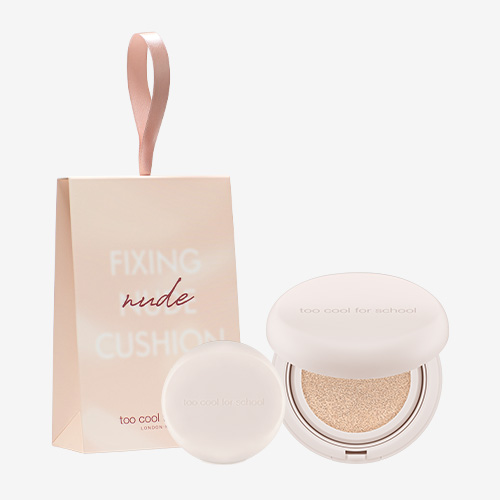 FIXING
nude
NUDE
CUSHION
too cool
LONDON
too cool for school
too cool for school